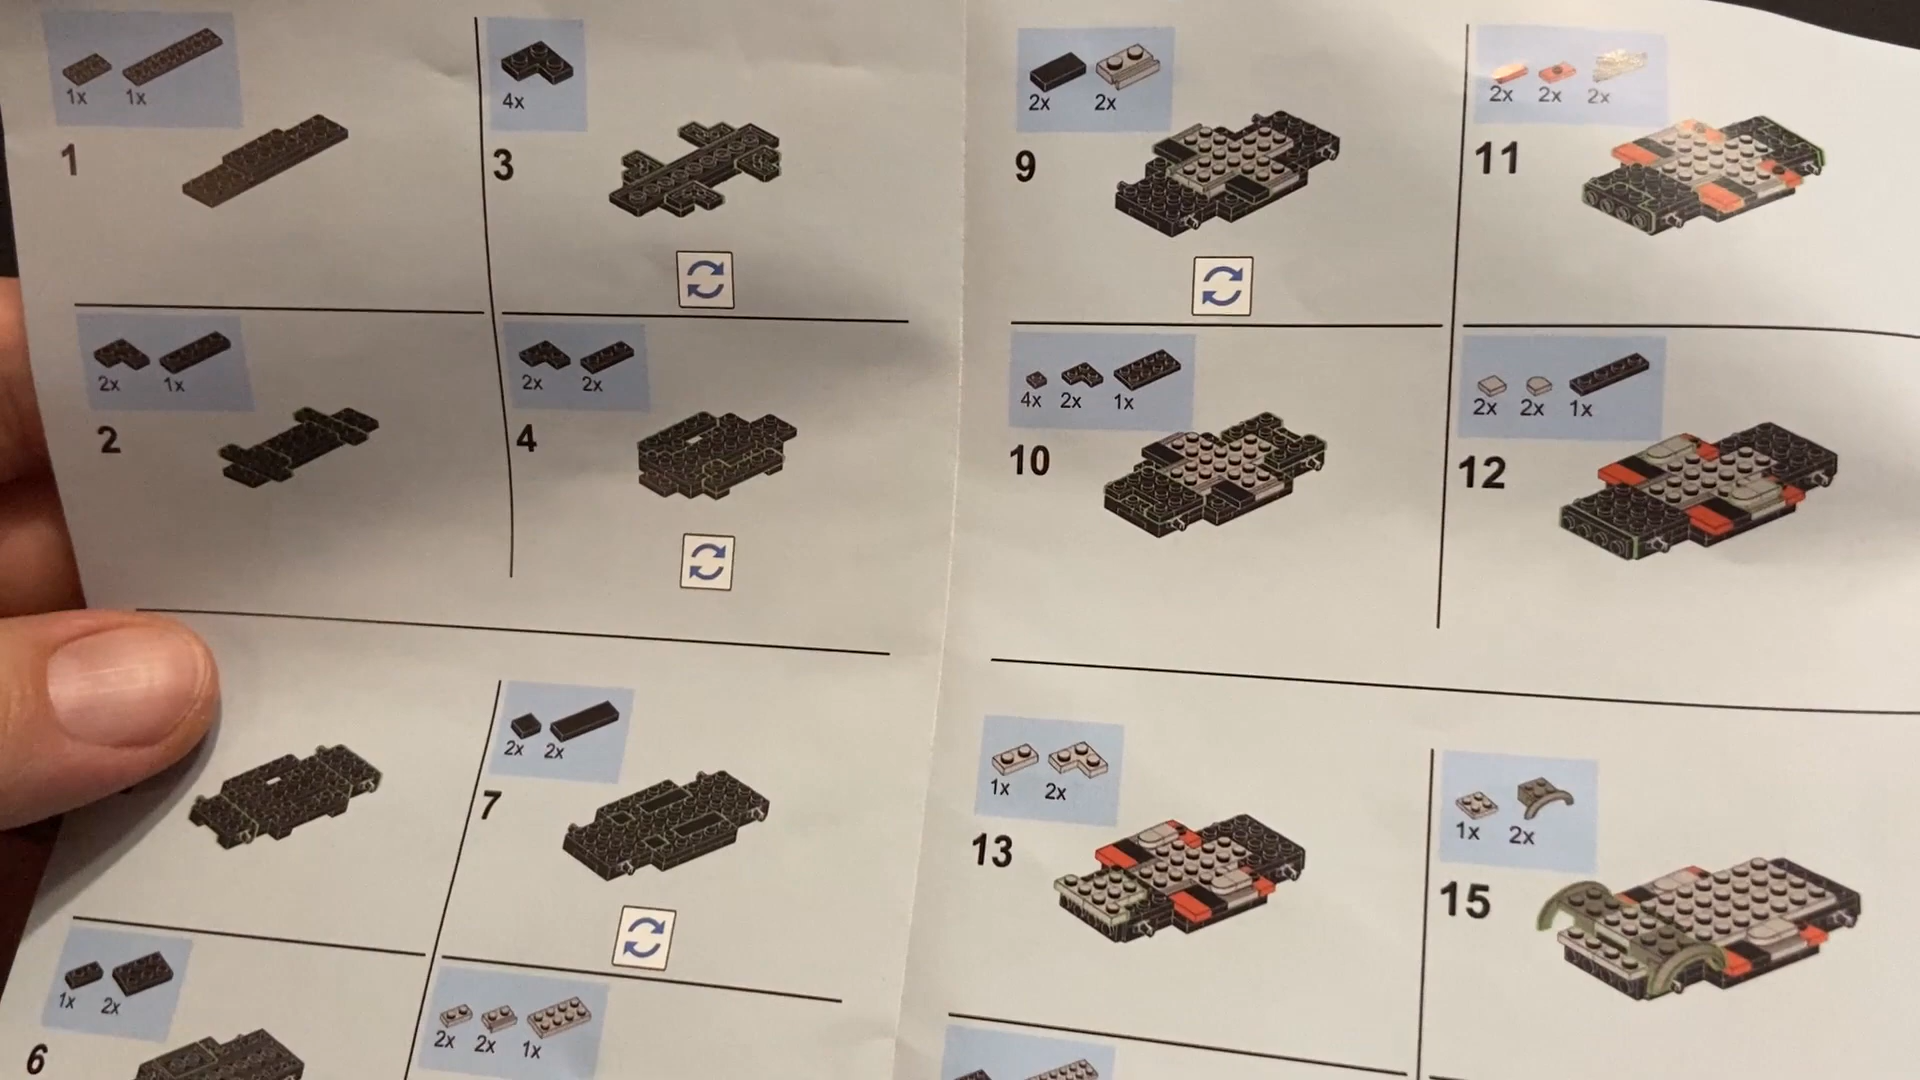 1x 1x
1
4x
3
2x 1x
2
2x 2x
4
2x 2x
7
1x 2x
6
2x 2x 1x
2x 2x
9
2x 2x 2x
11
4x 2x 1x
10
2x 2x 1x
12
1x 2x
13
1x 2x
15